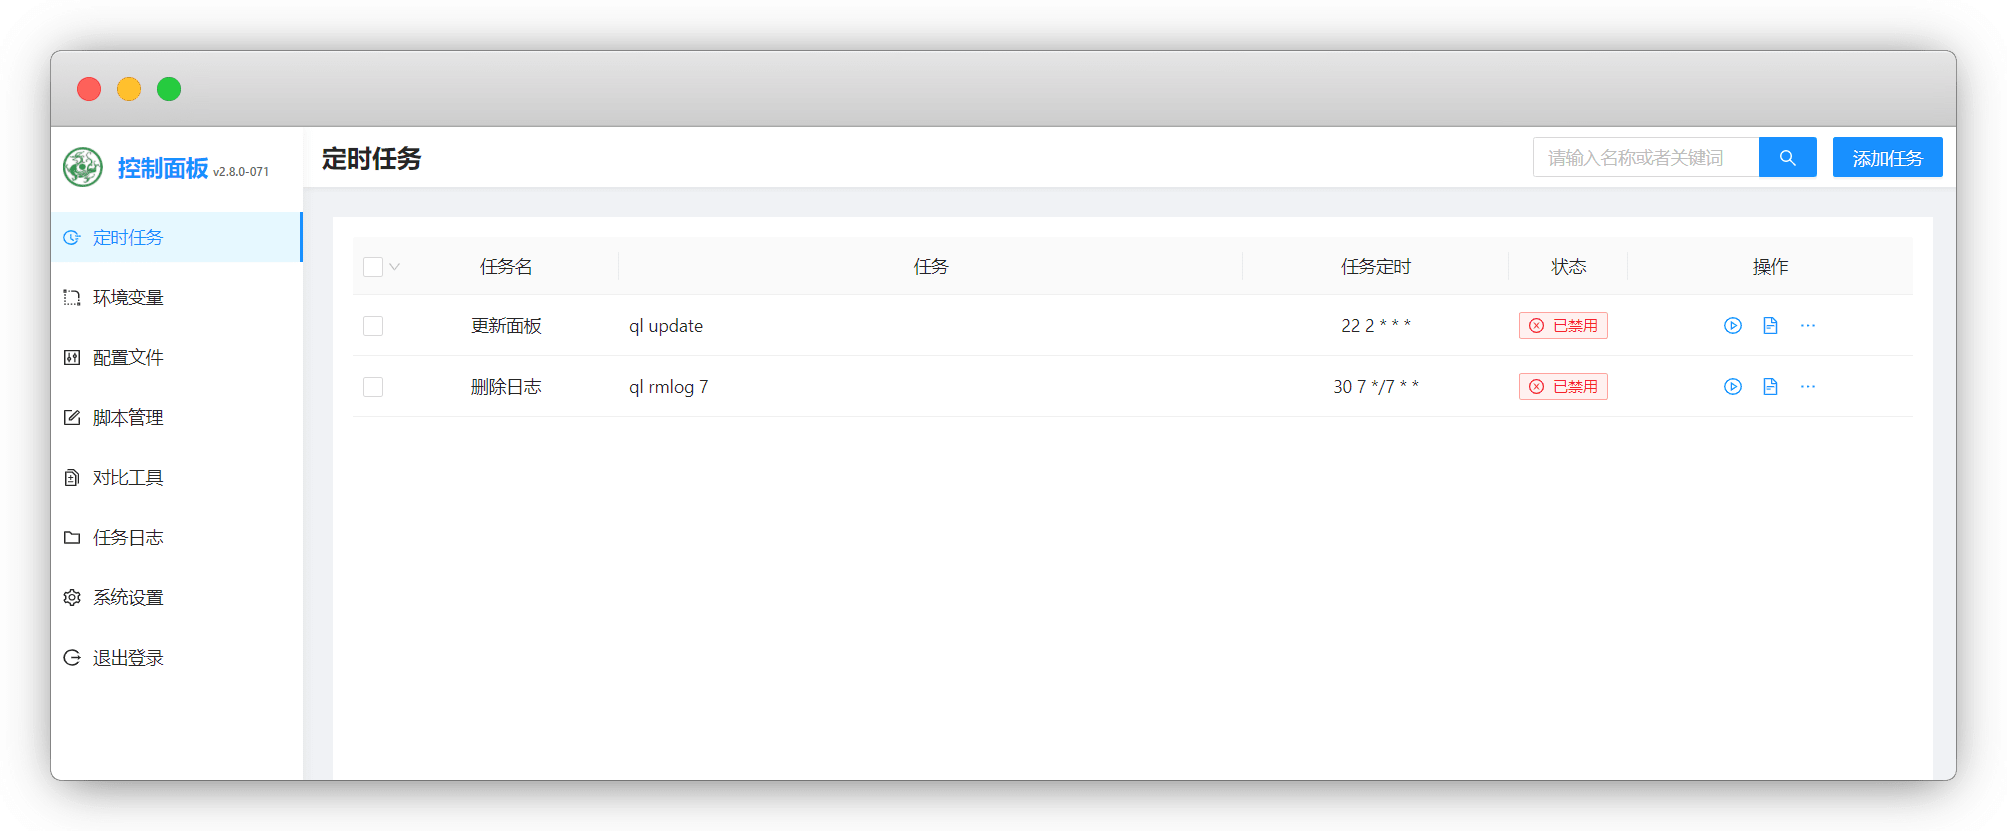 控制面板 v2.8.0-071
定时任务
环境变量
配置文件
脚本管理
对比工具
任务日志
系统设置
退出登录
定时任务
请输入名称或者关键词
添加任务
任务名 任务 任务定时 状态 操作
更新面板 ql update 22 2 * * * 已禁用
删除日志 ql rmlog 7 30 7 */7 * * 已禁用